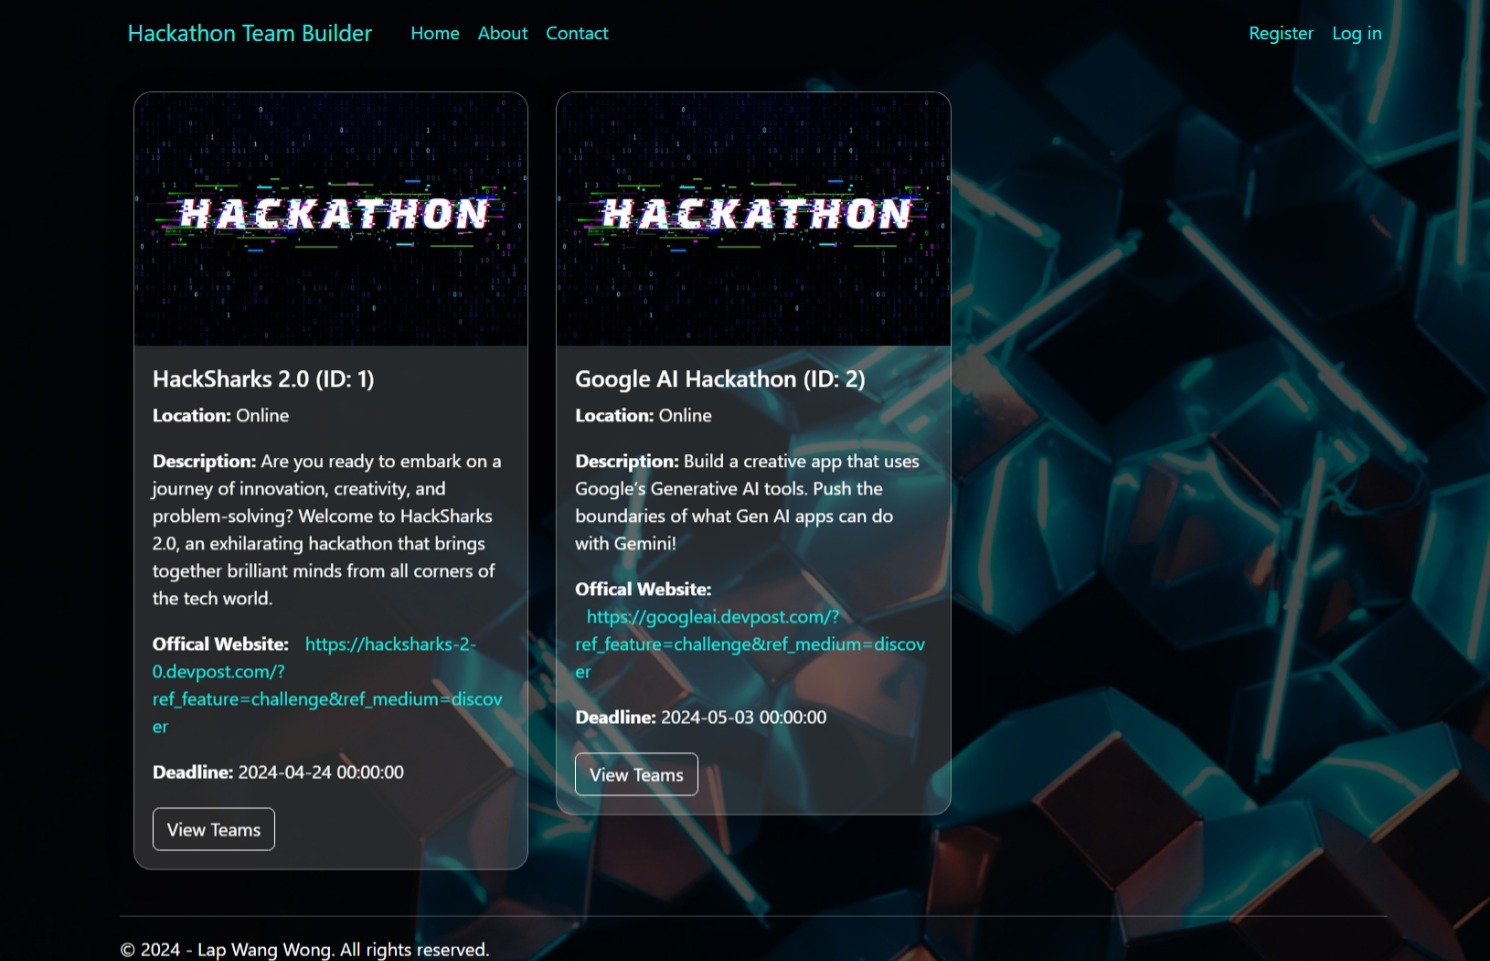 Hackathon Team Builder Home About Contact Register Log in
HACKATHON
HackSharks 2.0 (ID: 1)
Location: Online
Description: Are you ready to embark on a
journey of innovation, creativity, and
problem-solving? Welcome to HackSharks
2.0, an exhilarating hackathon that brings
together brilliant minds from all corners of
the tech world.
Offical Website: https://hacksharks-2-
0.devpost.com/?
ref_feature=challenge&ref_medium=discov
er
Deadline: 2024-04-24 00:00:00
View Teams
HACKATHON
Google AI Hackathon (ID: 2)
Location: Online
Description: Build a creative app that uses
Google's Generative AI tools. Push the
boundaries of what Gen AI apps can do
with Gemini!
Offical Website:
https://googleai.devpost.com/?
ref_feature=challenge&ref_medium=discov
er
Deadline: 2024-05-03 00:00:00
View Teams
© 2024 - Lap Wang Wong. All rights reserved.